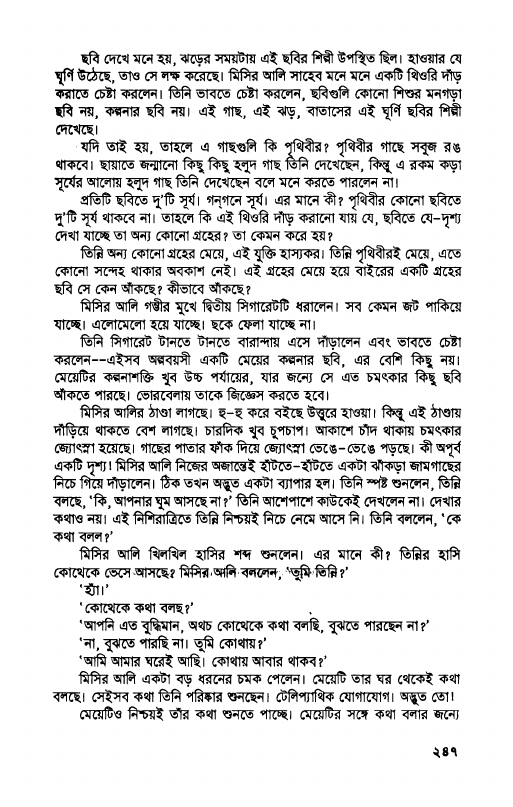 ছবি দেখে মনে হয়, ঝড়ের সময়টায় এই ছবির শিল্পী উপস্থিত ছিল। হাওয়ার যে
ঘূর্ণি উঠেছে, তাও সে লক্ষ করেছে। মিসির আলি সাহেব মনে মনে একটি থিওরি দাঁড়
করাতে চেষ্টা করলেন। তিনি ভাবতে চেষ্টা করলেন, ছবিগুলি কোনো শিশুর মনগড়া
ছবি নয়, কল্পনার ছবি নয়। এই গাছ, এই ঝড়, বাতাসের এই ঘূর্ণি ছবির শিল্পী
দেখেছে।
যদি তাই হয়, তাহলে এ গাছগুলি কি পৃথিবীর? পৃথিবীর গাছে সবুজ রঙ
থাকবে। ছায়াতে জন্মানো কিছু কিছু হলুদ গাছ তিনি দেখেছেন, কিন্তু এ রকম কড়া
সূর্যের আলোয় হলুদ গাছ তিনি দেখেছেন বলে মনে করতে পারলেন না।
প্রতিটি ছবিতে দু'টি সূর্য। গনগনে সূর্য। এর মানে কী? পৃথিবীর কোনো ছবিতে
দু'টি সূর্য থাকবে না। তাহলে কি এই থিওরি দাঁড় করানো যায় যে, ছবিতে যে-দৃশ্য
দেখা যাচ্ছে তা অন্য কোনো গ্রহের? তা কেমন করে হয়?
তিন্নি অন্য কোনো গ্রহের মেয়ে, এই যুক্তি হাস্যকর। তিন্নি পৃথিবীরই মেয়ে, এতে
কোনো সন্দেহ থাকার অবকাশ নেই। এই গ্রহের মেয়ে হয়ে বাইরের একটি গ্রহের
ছবি সে কেন আঁকছে? কীভাবে আঁকছে?
মিসির আলি গম্ভীর মুখে দ্বিতীয় সিগারেটটি ধরালেন। সব কেমন জট পাকিয়ে
যাচ্ছে। এলোমেলো হয়ে যাচ্ছে। ছকে ফেলা যাচ্ছে না।
তিনি সিগারেট টানতে টানতে বারান্দায় এসে দাঁড়ালেন এবং ভাবতে চেষ্টা
করলেন--এইসব অল্পবয়সী একটি মেয়ের কল্পনার ছবি, এর বেশি কিছু নয়।
মেয়েটির কল্পনাশক্তি খুব উচ্চ পর্যায়ের, যার জন্যে সে এত চমৎকার কিছু ছবি
আঁকতে পারছে। ভোরবেলায় তাকে জিজ্ঞেস করতে হবে।
মিসির আলির ঠাণ্ডা লাগছে। হু-হু করে বইছে উত্তুরে হাওয়া। কিন্তু এই ঠাণ্ডায়
দাঁড়িয়ে থাকতে বেশ লাগছে। চারদিক খুব চুপচাপ। আকাশে চাঁদ থাকায় চমৎকার
জ্যোৎস্না হয়েছে। গাছের পাতার ফাঁক দিয়ে জ্যোৎস্না ভেঙে-ভেঙে পড়ছে। কী অপূর্ব
একটি দৃশ্য! মিসির আলি নিজের অজান্তেই হাঁটতে-হাঁটতে একটা ঝাঁকড়া জামগাছের
নিচে গিয়ে দাঁড়ালেন। ঠিক তখন অদ্ভুত একটা ব্যাপার হল। তিনি স্পষ্ট শুনলেন, তিন্নি
বলছে, 'কি, আপনার ঘুম আসছে না?' তিনি আশেপাশে কাউকেই দেখলেন না। দেখার
কথাও নয়। এই নিশিরাত্রিতে তিন্নি নিশ্চয়ই নিচে নেমে আসে নি। তিনি বললেন, 'কে
কথা বলল?'
মিসির আলি খিলখিল হাসির শব্দ শুনলেন। এর মানে কী? তিন্নির হাসি
কোত্থেকে ভেসে আসছে? মিসির আলি বললেন, 'তুমি তিন্নি?'
'হ্যাঁ।'
'কোত্থেকে কথা বলছ?'
'আপনি এত বুদ্ধিমান, অথচ কোত্থেকে কথা বলছি, বুঝতে পারছেন না?'
'না, বুঝতে পারছি না। তুমি কোথায়?'
'আমি আমার ঘরেই আছি। কোথায় আবার থাকব?'
মিসির আলি একটা বড় ধরনের চমক পেলেন। মেয়েটি তার ঘর থেকেই কথা
বলছে। সেইসব কথা তিনি পরিষ্কার শুনছেন। টেলিপ্যাথিক যোগাযোগ। অদ্ভুত তো!
মেয়েটিও নিশ্চয়ই তাঁর কথা শুনতে পাচ্ছে। মেয়েটির সঙ্গে কথা বলার জন্যে
২৪৭